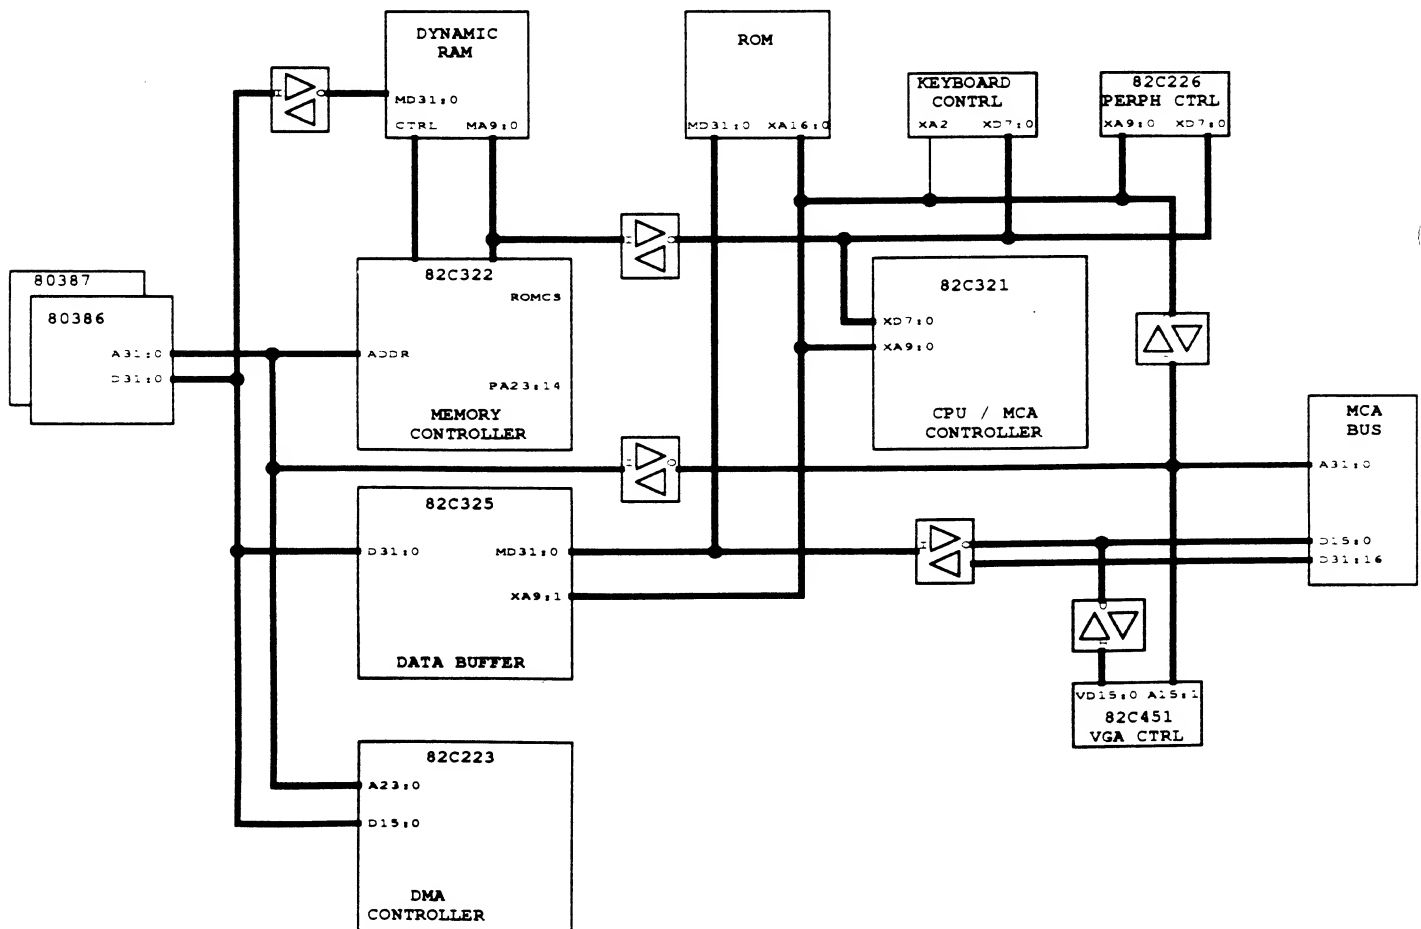 DYNAMIC
RAM
MD31:0
CTRL MA9:0
ROM
MD31:0 XA16:0
KEYBOARD
CONTRL
XA2 XD7:0
82C226
PERPH CTRL
XA9:0 XD7:0
80387
80386
A31:0
D31:0
82C322
ROMCS
ADDR
PA23:14
MEMORY
CONTROLLER
82C321
XD7:0
XA9:0
CPU / MCA
CONTROLLER
MCA
BUS
A31:0
D15:0
D31:16
82C325
D31:0 MD31:0
XA9:1
DATA BUFFER
VD15:0 A15:1
82C451
VGA CTRL
82C223
A23:0
D15:0
DMA
CONTROLLER